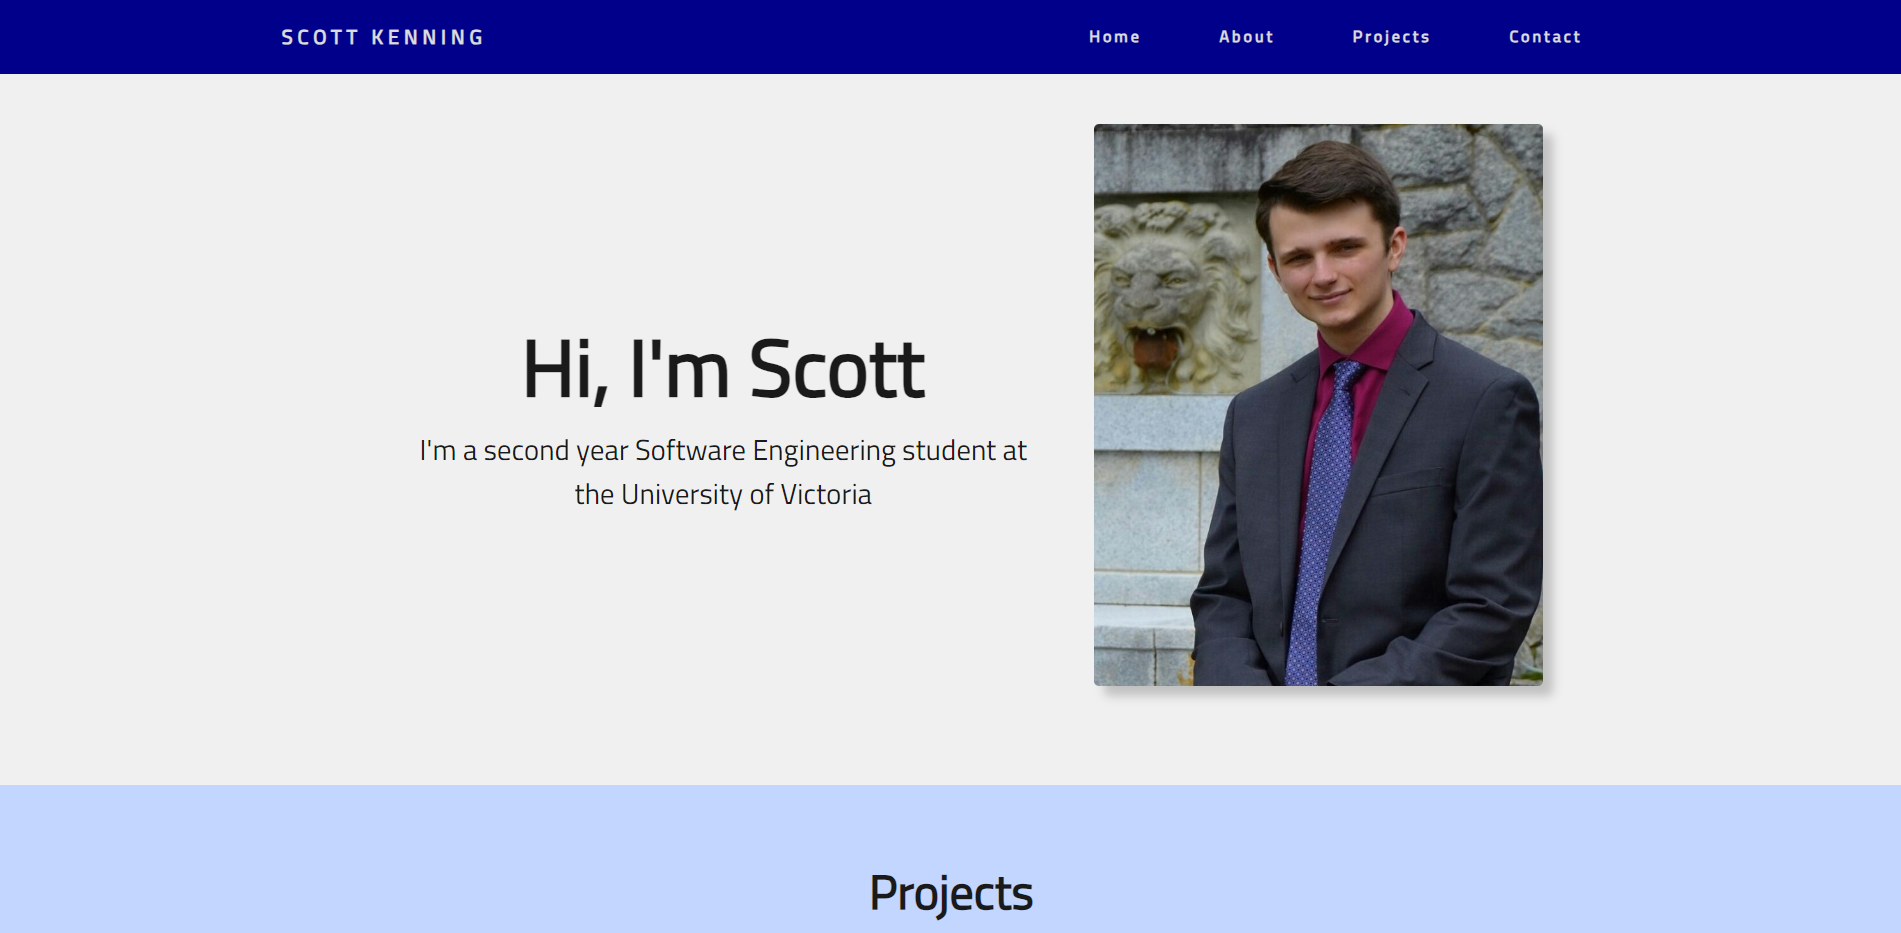 SCOTT KENNING
Home About Projects Contact
Hi, I'm Scott
I'm a second year Software Engineering student at
the University of Victoria
Projects